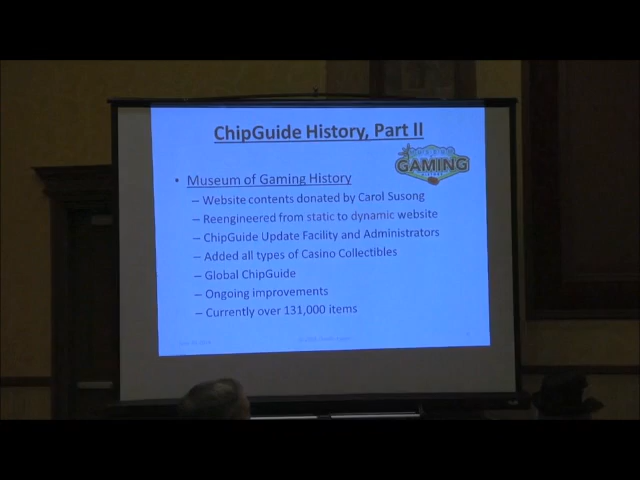 ChipGuide History, Part II
GAMING
• Museum of Gaming History
– Website contents donated by Carol Susong
– Reengineered from static to dynamic website
– ChipGuide Update Facility and Administrators
– Added all types of Casino Collectibles
– Global ChipGuide
– Ongoing improvements
– Currently over 131,000 items